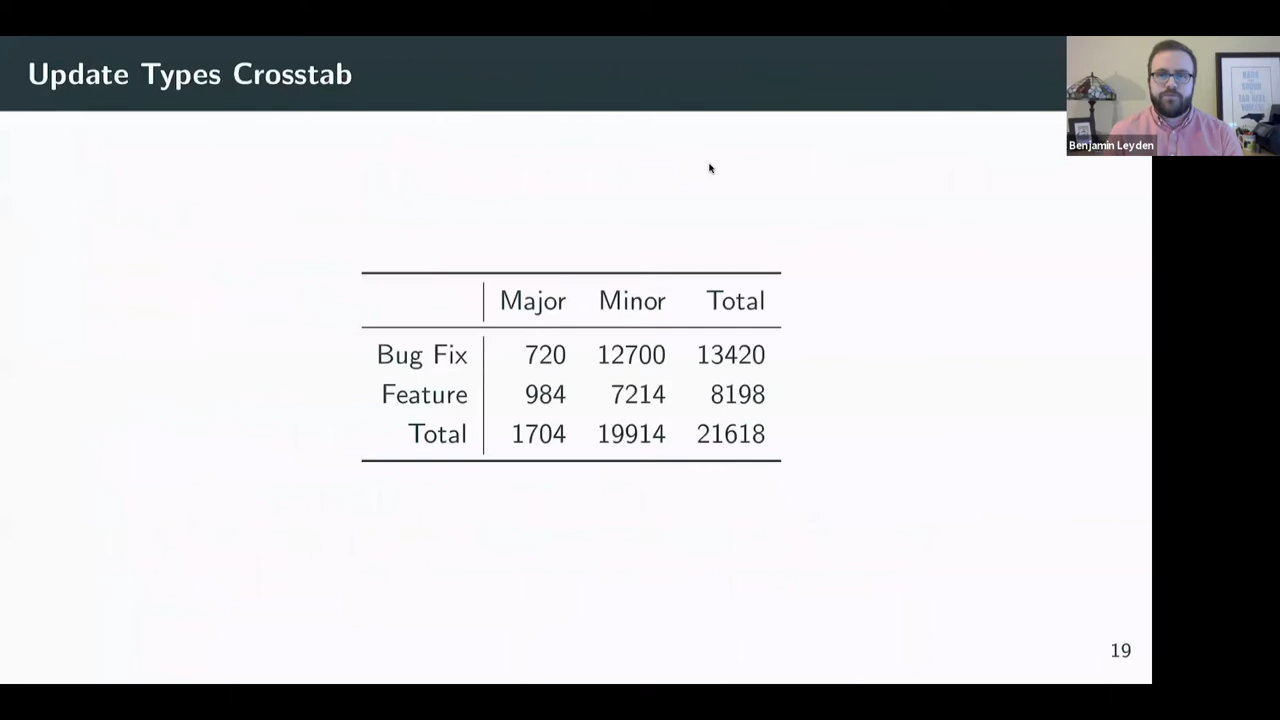 Update Types Crosstab
Benjamin Leyden
Major Minor Total
Bug Fix 720 12700 13420
Feature 984 7214 8198
Total 1704 19914 21618
19